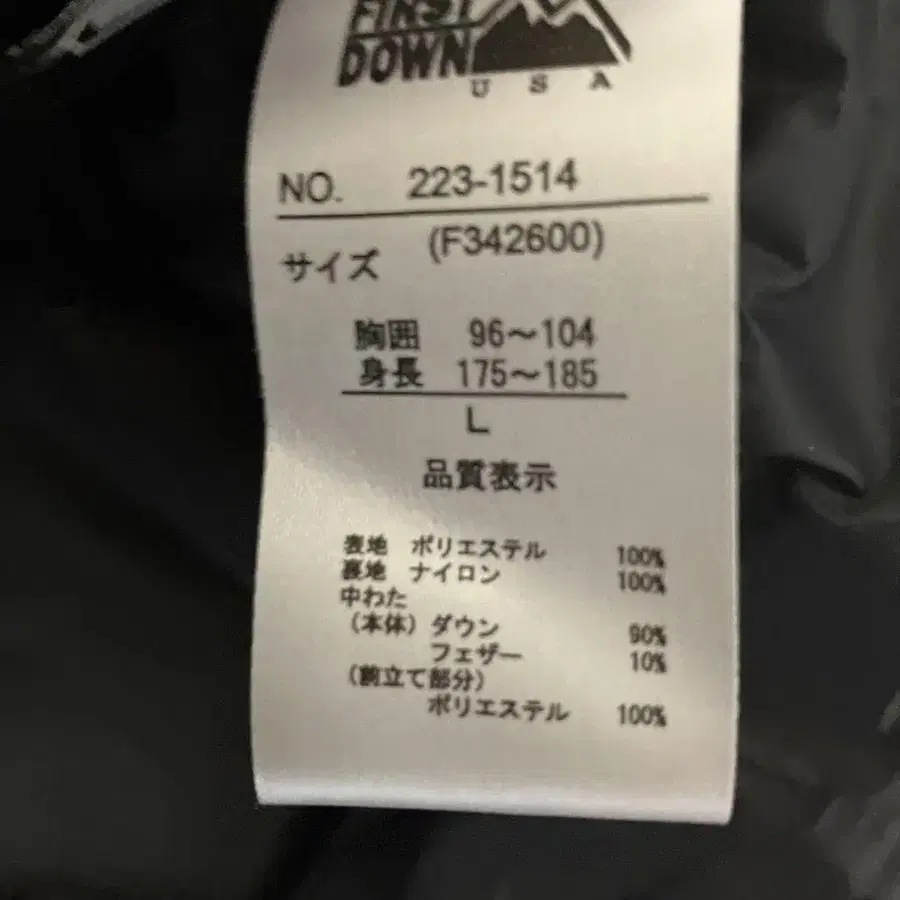 FIRST
DOWN
USA
NO. 223-1514
(F342600)
サイズ
胸囲 96～104
身長 175～185
L
品質表示
表地 ポリエステル 100%
裏地 ナイロン 100%
中わた
(本体) ダウン 90%
フェザー 10%
(前立て部分)
ポリエステル 100%